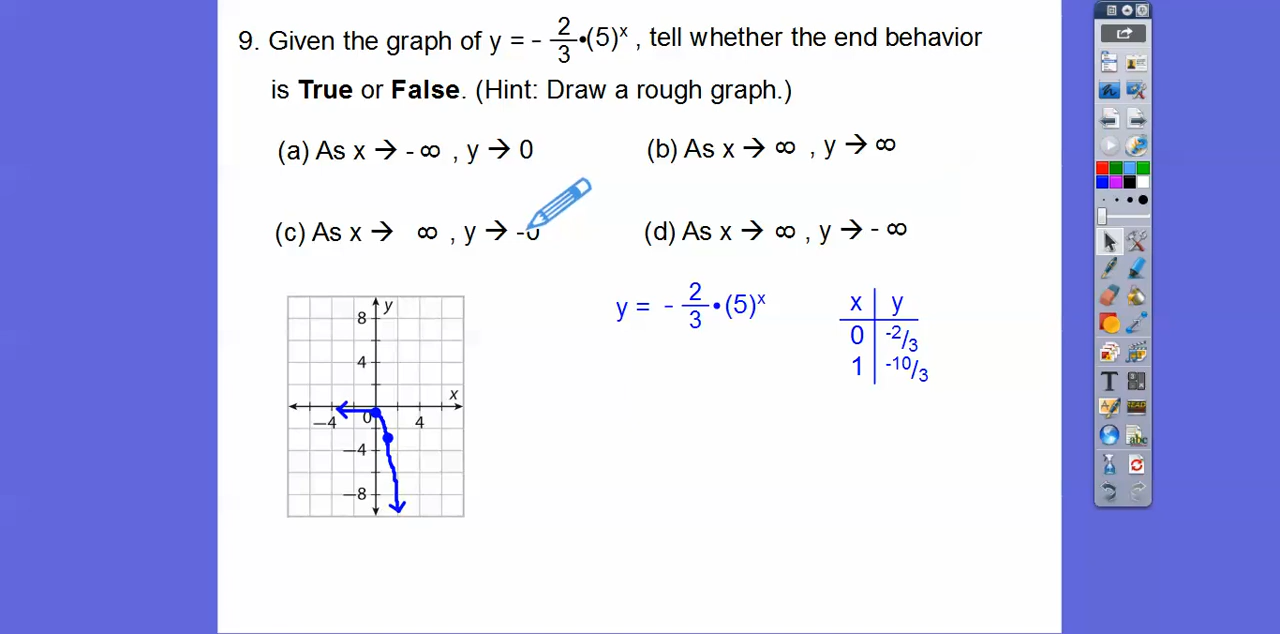 9. Given the graph of y = - 2/3 •(5)ˣ , tell whether the end behavior
is True or False. (Hint: Draw a rough graph.)
(a) As x → - ∞ , y → 0
(b) As x → ∞ , y → ∞
(c) As x → ∞ , y →
(d) As x → ∞ , y → - ∞
y = - 2/3 • (5)ˣ
x y
0 -2/3
1 -10/3
y
8
4
x
-4 0 4
-4
-8